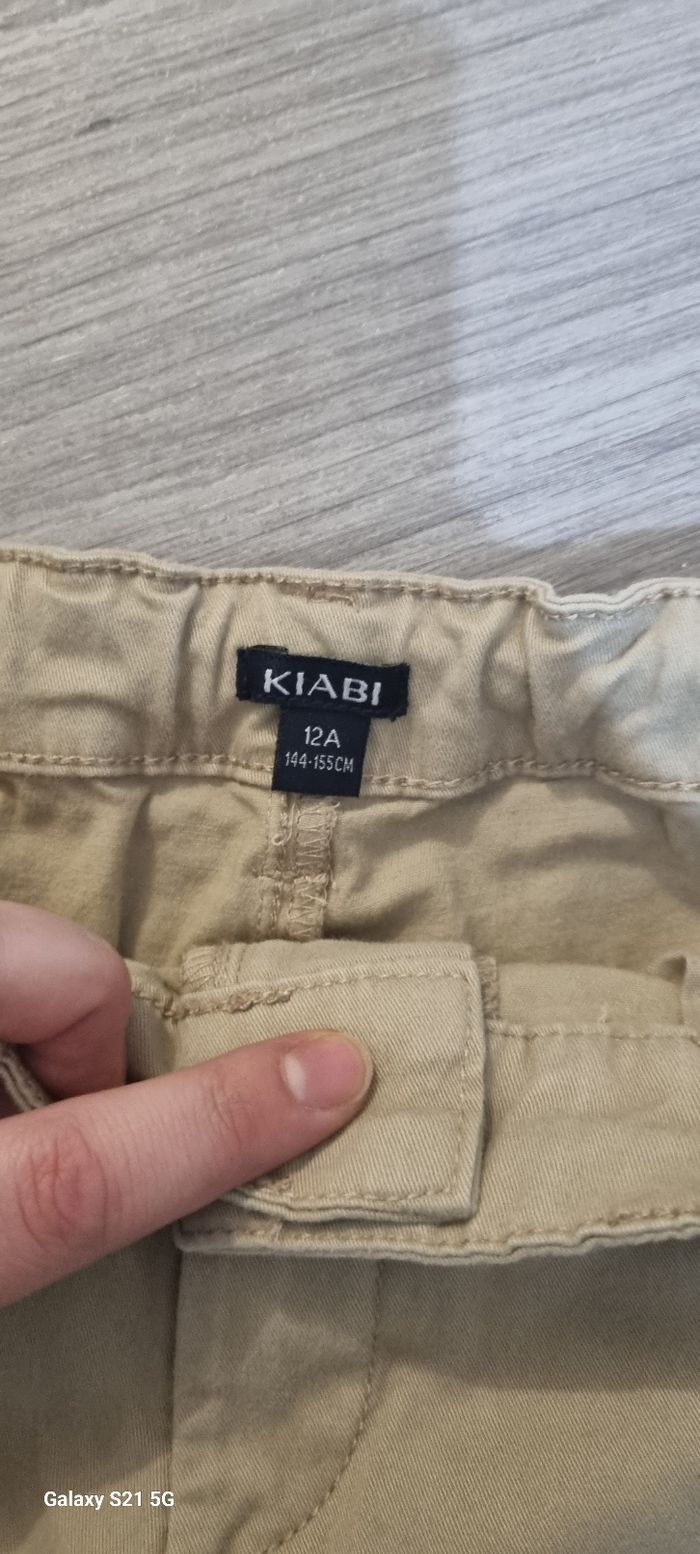 KIABI
12A
144-155CM
Galaxy S21 5G